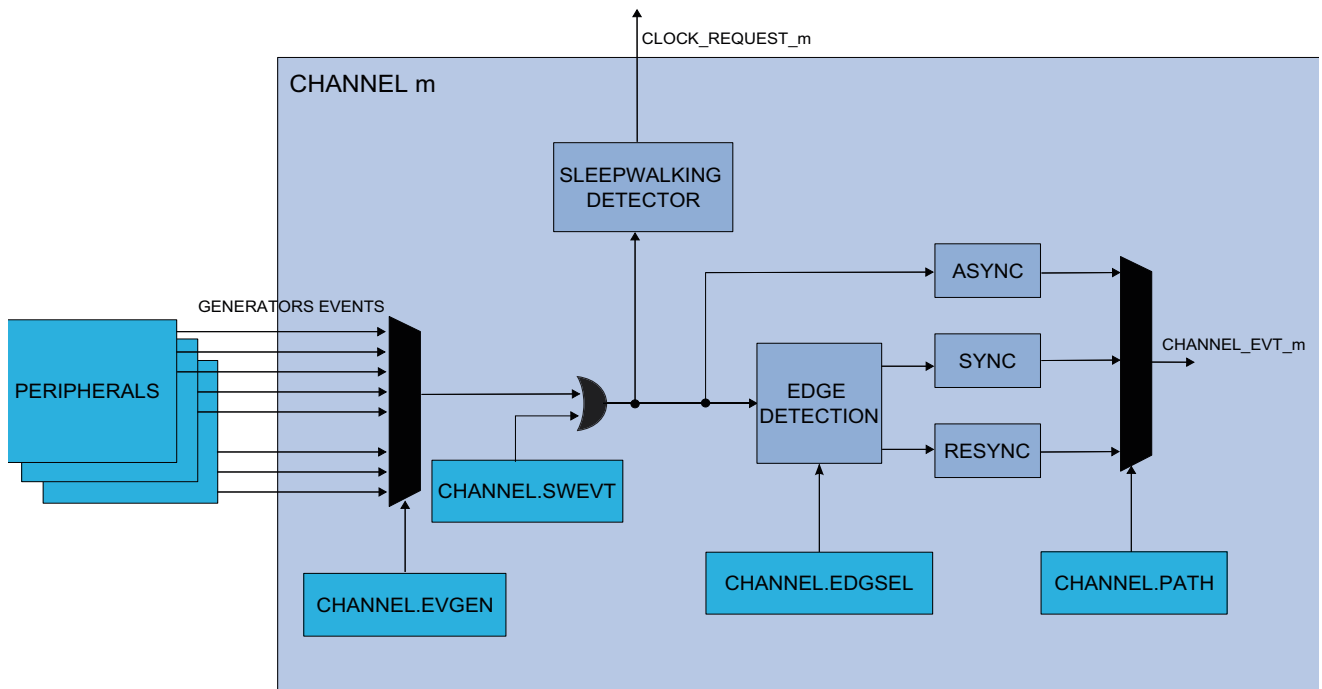 CLOCK_REQUEST_m
CHANNEL m
SLEEPWALKING
DETECTOR
GENERATORS EVENTS
PERIPHERALS
ASYNC
SYNC
RESYNC
EDGE
DETECTION
CHANNEL_EVT_m
CHANNEL.SWEVT
CHANNEL.EVGEN
CHANNEL.EDGSEL
CHANNEL.PATH